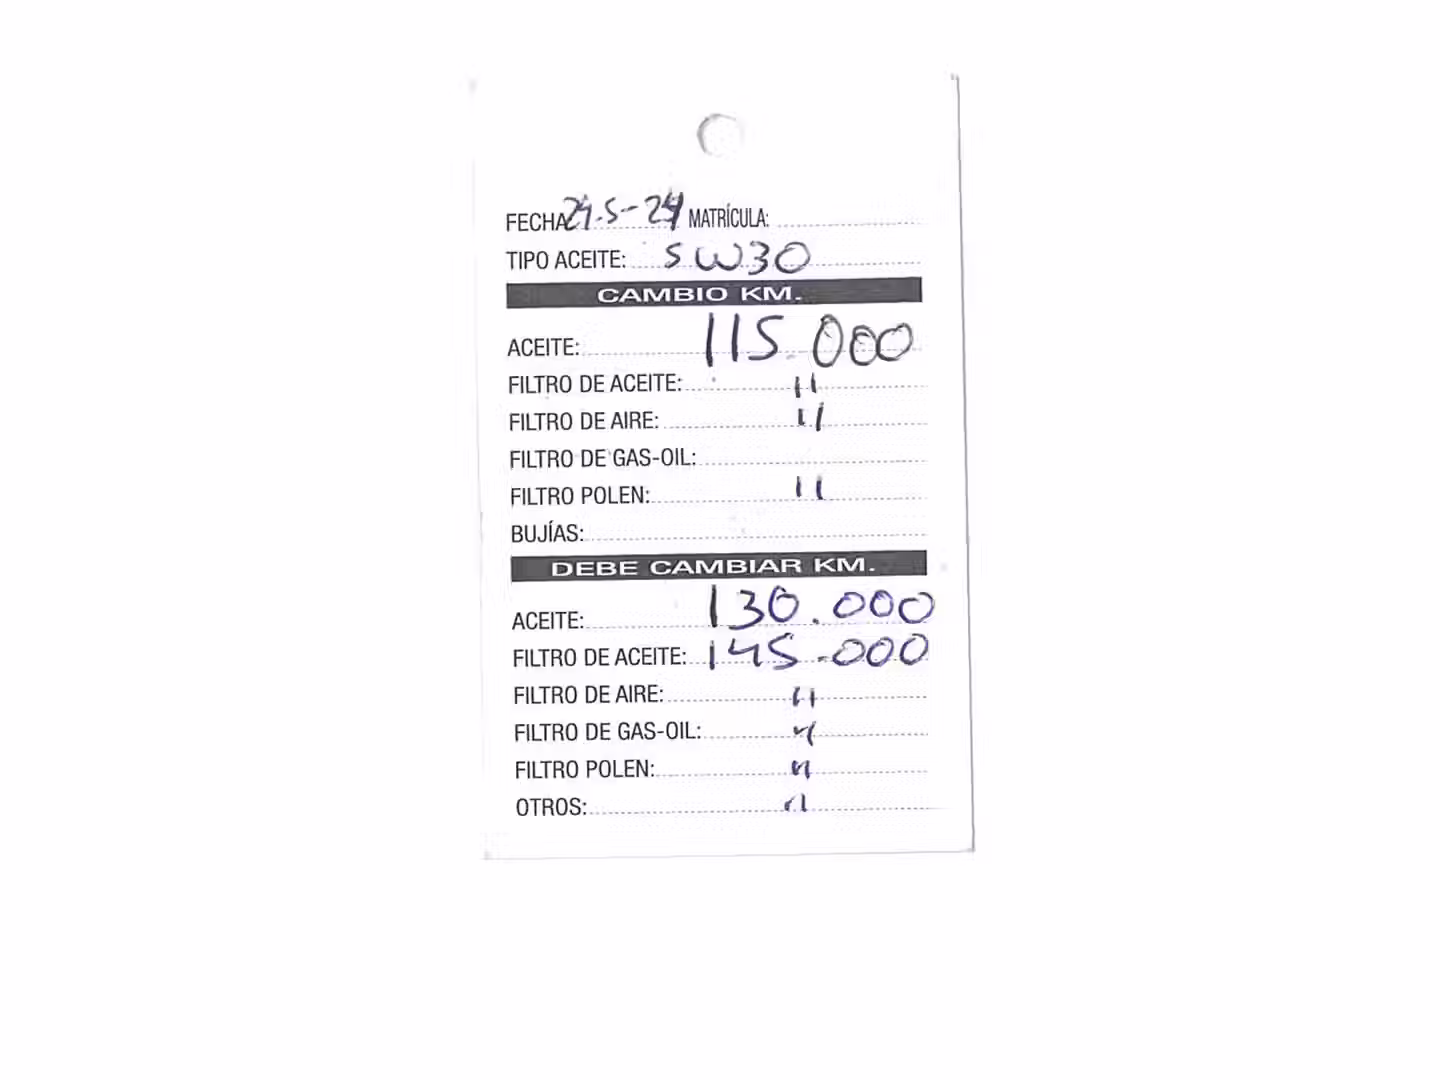 FECHA 24-5-24 MATRÍCULA:
TIPO ACEITE: 5W30
CAMBIO KM.
ACEITE: 115.000
FILTRO DE ACEITE: "
FILTRO DE AIRE: "
FILTRO DE GAS-OIL:
FILTRO POLEN: "
BUJÍAS:
DEBE CAMBIAR KM.
ACEITE: 130.000
FILTRO DE ACEITE: 145.000
FILTRO DE AIRE: "
FILTRO DE GAS-OIL: "
FILTRO POLEN: "
OTROS: "